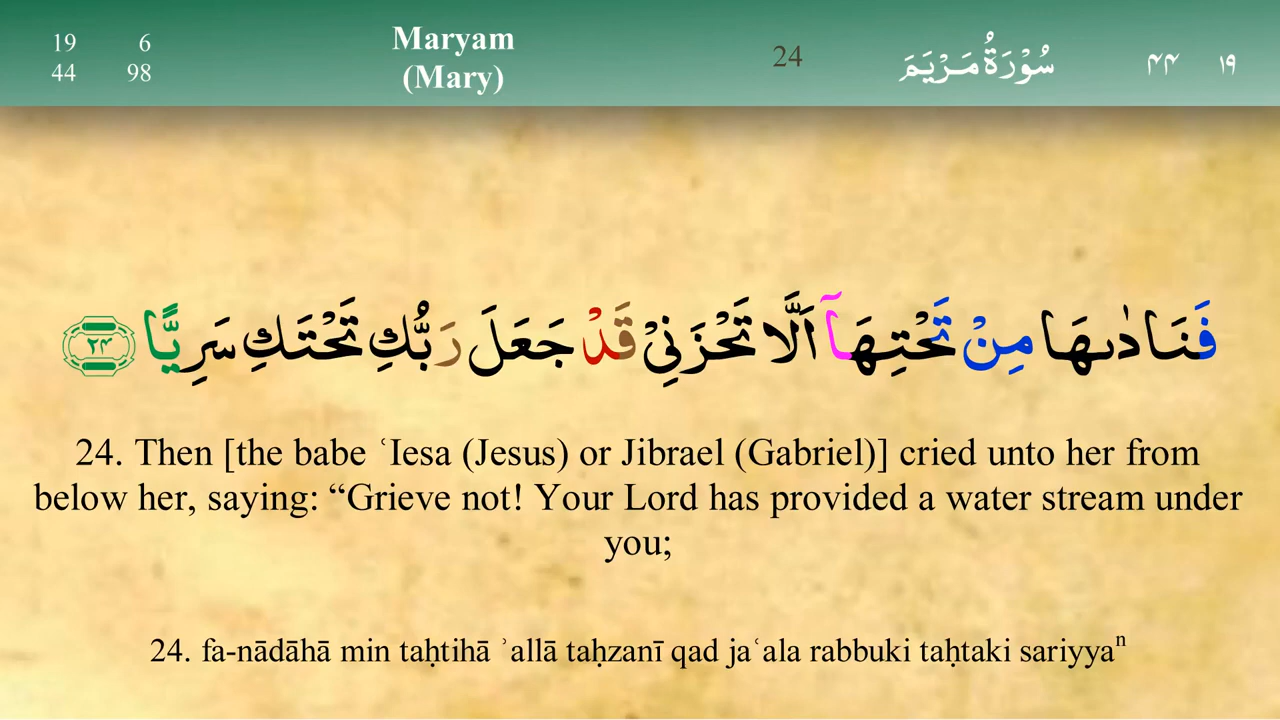 19 6
44 98
Maryam
(Mary)
24
سُوْرَةُ مَرْيَمَ
۴۴ ۱۹
فَنَادٰىهَا مِنْ تَحْتِهَاۤ اَلَّا تَحْزَنِىْ قَدْ جَعَلَ رَبُّكِ تَحْتَكِ سَرِيًّا ۲۴
24. Then [the babe ʿIesa (Jesus) or Jibrael (Gabriel)] cried unto her from
below her, saying: “Grieve not! Your Lord has provided a water stream under
you;
24. fa-nādāhā min taḥtihā ʾallā taḥzanī qad jaʿala rabbuki taḥtaki sariyyaⁿ